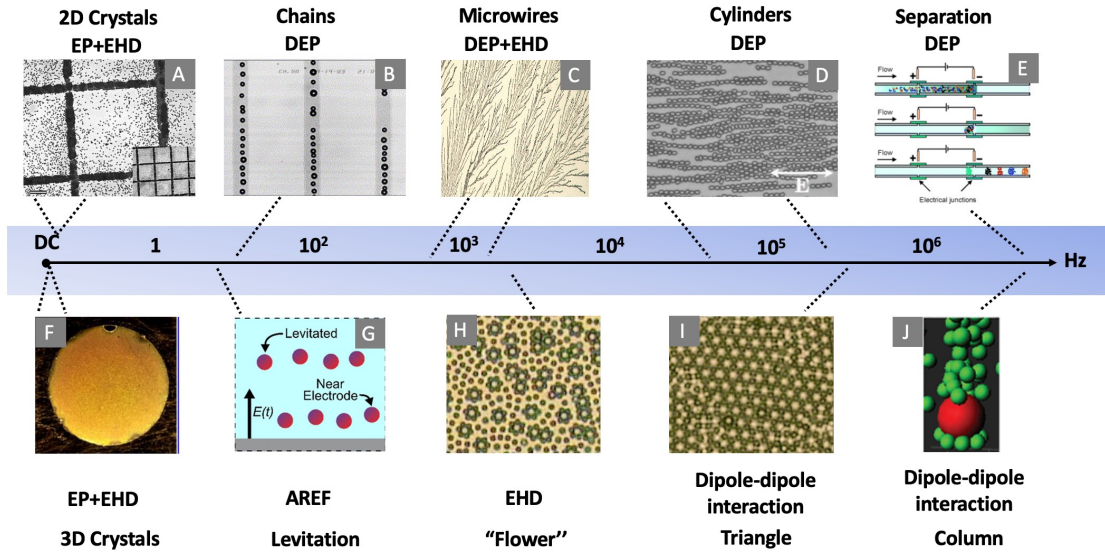 2D Crystals
EP+EHD
Chains
DEP
Microwires
DEP+EHD
Cylinders
DEP
Separation
DEP
A
B
C
D
E
E
Flow
+
−
Flow
+
−
Flow
+
−
Electrical junctions
DC
1
10²
10³
10⁴
10⁵
10⁶
Hz
F
G
Levitated
Near
Electrode
E(t)
H
I
J
EP+EHD
3D Crystals
AREF
Levitation
EHD
“Flower’’
Dipole-dipole
interaction
Triangle
Dipole-dipole
interaction
Column